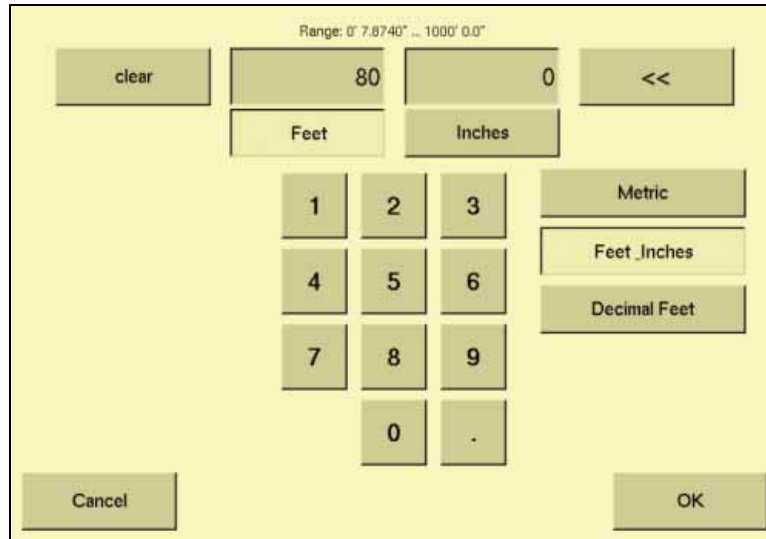 Range: 0' 7.8740" ... 1000' 0.0"
clear 80 0 <<
Feet Inches
1 2 3 Metric
Feet_Inches
4 5 6
Decimal Feet
7 8 9
0 .
Cancel OK